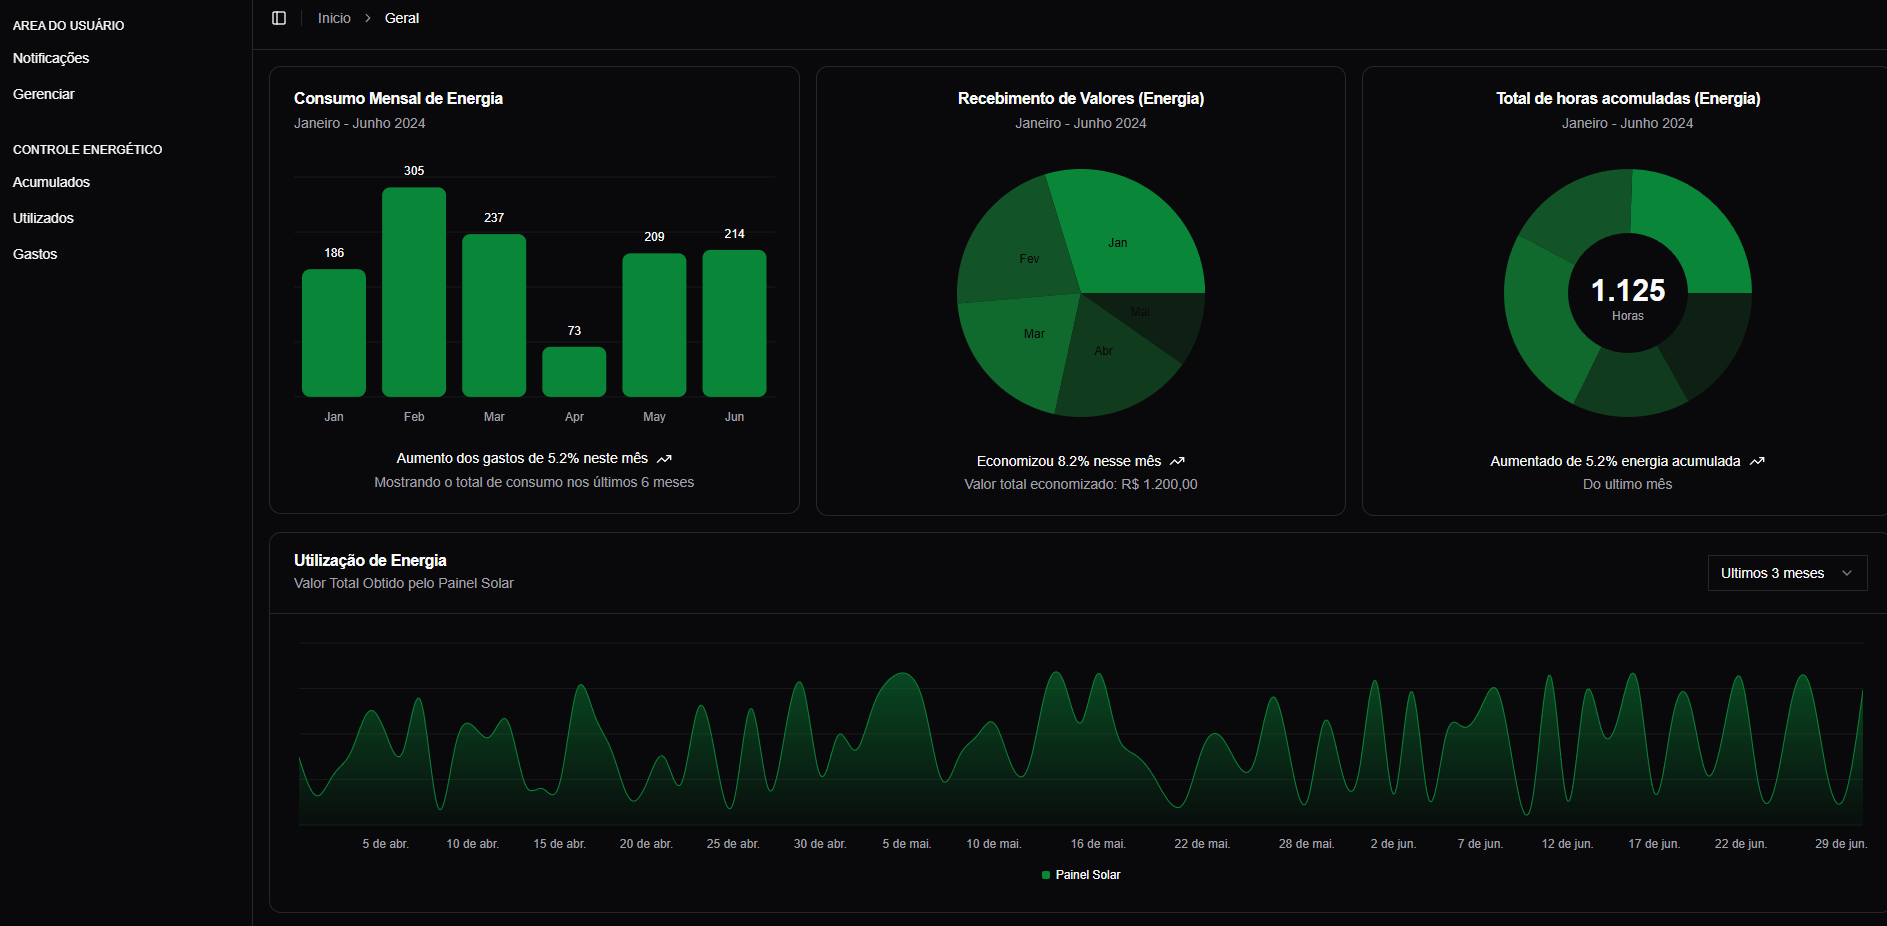 AREA DO USUÁRIO
Notificações
Gerenciar
CONTROLE ENERGÉTICO
Acumulados
Utilizados
Gastos
Inicio > Geral
Consumo Mensal de Energia
Janeiro - Junho 2024
305
237
186
209
214
73
Jan Feb Mar Apr May Jun
Aumento dos gastos de 5.2% neste mês
Mostrando o total de consumo nos últimos 6 meses
Recebimento de Valores (Energia)
Janeiro - Junho 2024
Jan
Fev
Mai
Mar
Abr
Economizou 8.2% nesse mês
Valor total economizado: R$ 1.200,00
Total de horas acomuladas (Energia)
Janeiro - Junho 2024
1.125
Horas
Aumentado de 5.2% energia acumulada
Do ultimo mês
Utilização de Energia
Valor Total Obtido pelo Painel Solar
Ultimos 3 meses
5 de abr. 10 de abr. 15 de abr. 20 de abr. 25 de abr. 30 de abr. 5 de mai. 10 de mai. 16 de mai. 22 de mai. 28 de mai. 2 de jun. 7 de jun. 12 de jun. 17 de jun. 22 de jun. 29 de jun.
Painel Solar